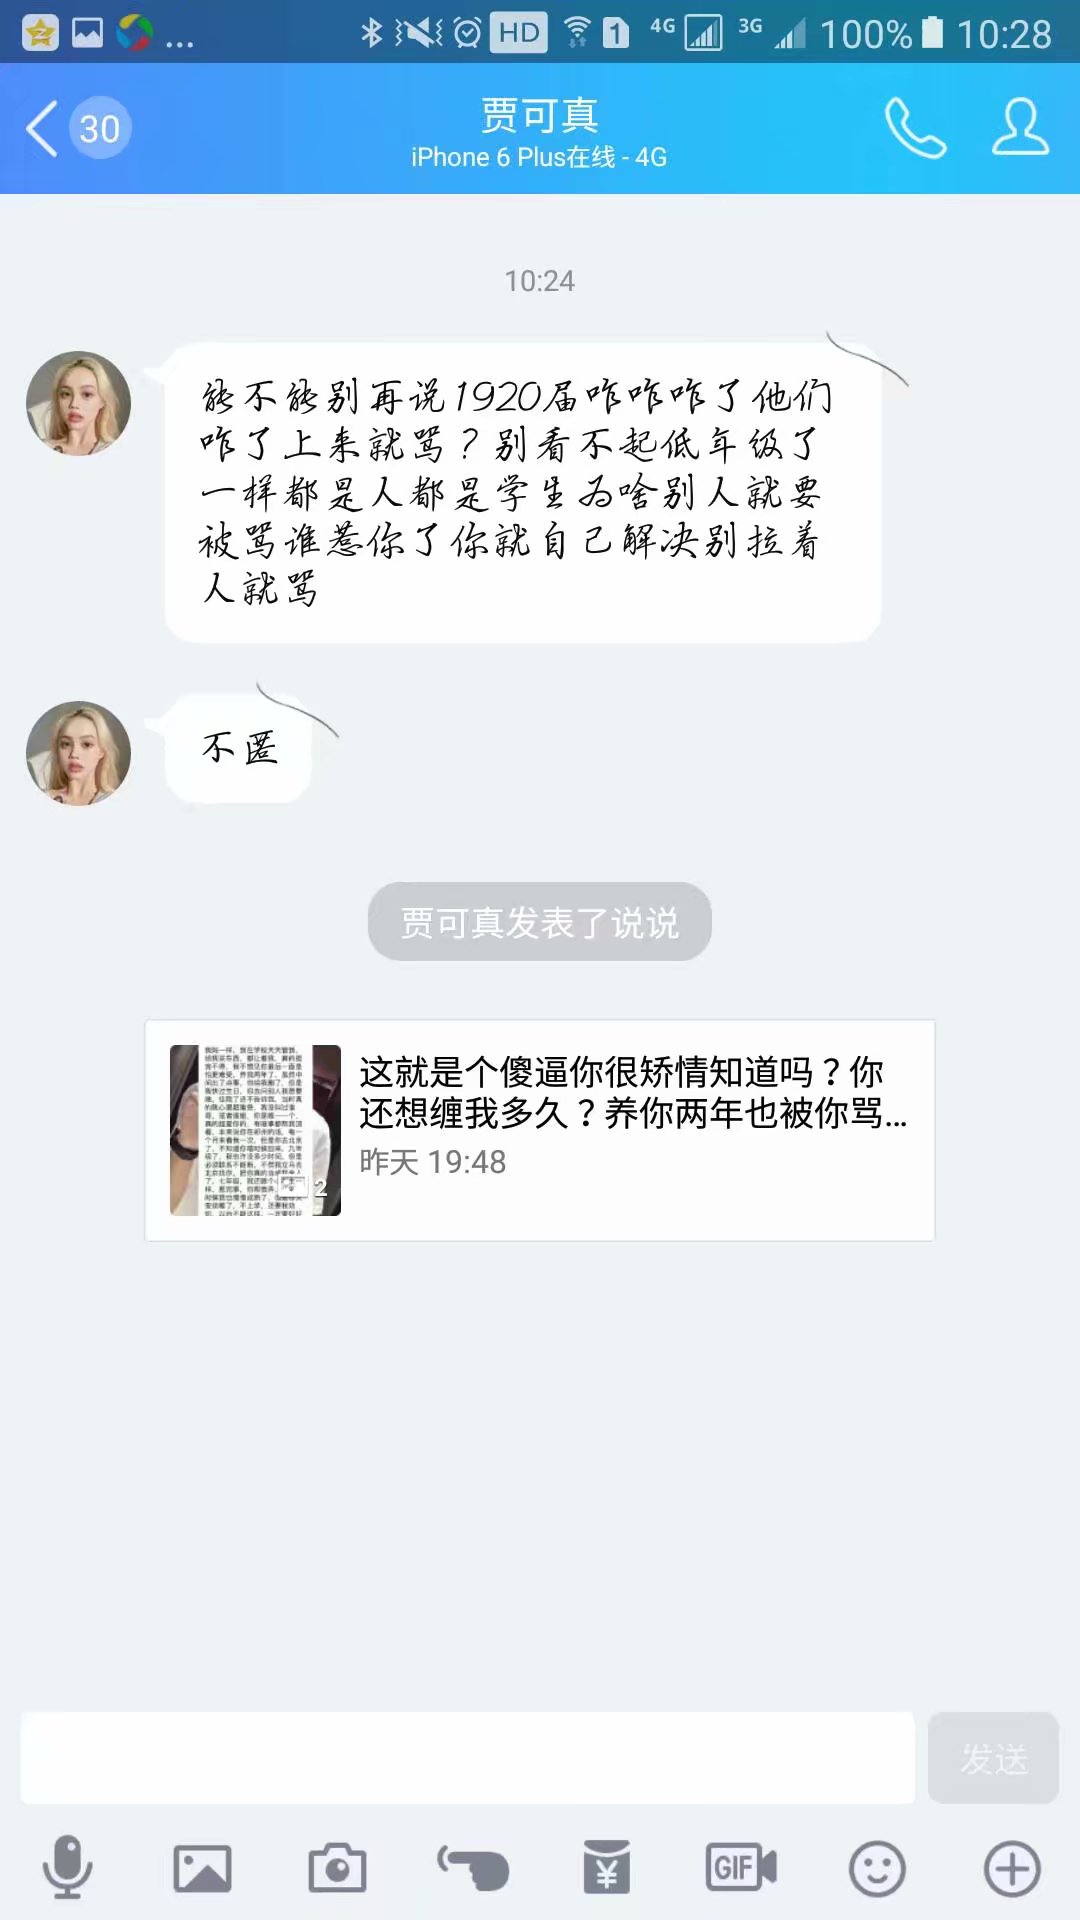 ... HD 1 4G 3G 100% 10:28
30
贾可真
iPhone 6 Plus在线 - 4G
10:24
能不能别再说1920届咋咋咋了他们
咋了上来就骂？别看不起低年级了
一样都是人都是学生为啥别人就要
被骂谁惹你了你就自己解决别拉着
人就骂
不匿
贾可真发表了说说
这就是个傻逼你很矫情知道吗？你
还想缠我多久？养你两年也被你骂...
昨天 19:48
2
发送
GIF